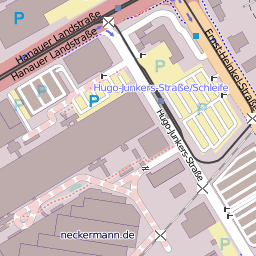 P
Hanauer Landstraße
Hanauer Landstraße
P
Ernst-Heinkel-Straße
Hugo-Junkers-Straße/Schleife
P
Hugo-Junkers-Straße
P
P
neckermann.de